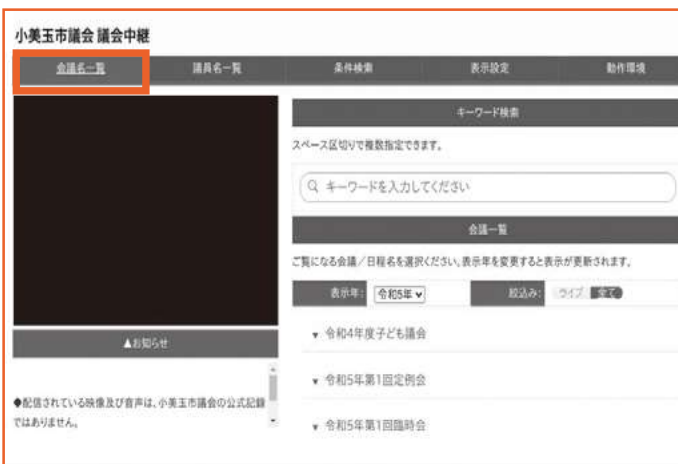 小美玉市議会 議会中継
会議名一覧 議員名一覧 条件検索 表示設定 動作環境
キーワード検索
スペース区切りで複数指定できます。
キーワードを入力してください
会議一覧
ご覧になる会議／日程名を選択ください。表示年を変更すると表示が更新されます。
表示年: 令和5年 絞込み: ライブ 全て
▼ 令和4年度子ども議会
▼ 令和5年第1回定例会
▼ 令和5年第1回臨時会
▲お知らせ
◆配信されている映像及び音声は、小美玉市議会の公式記録
ではありません。